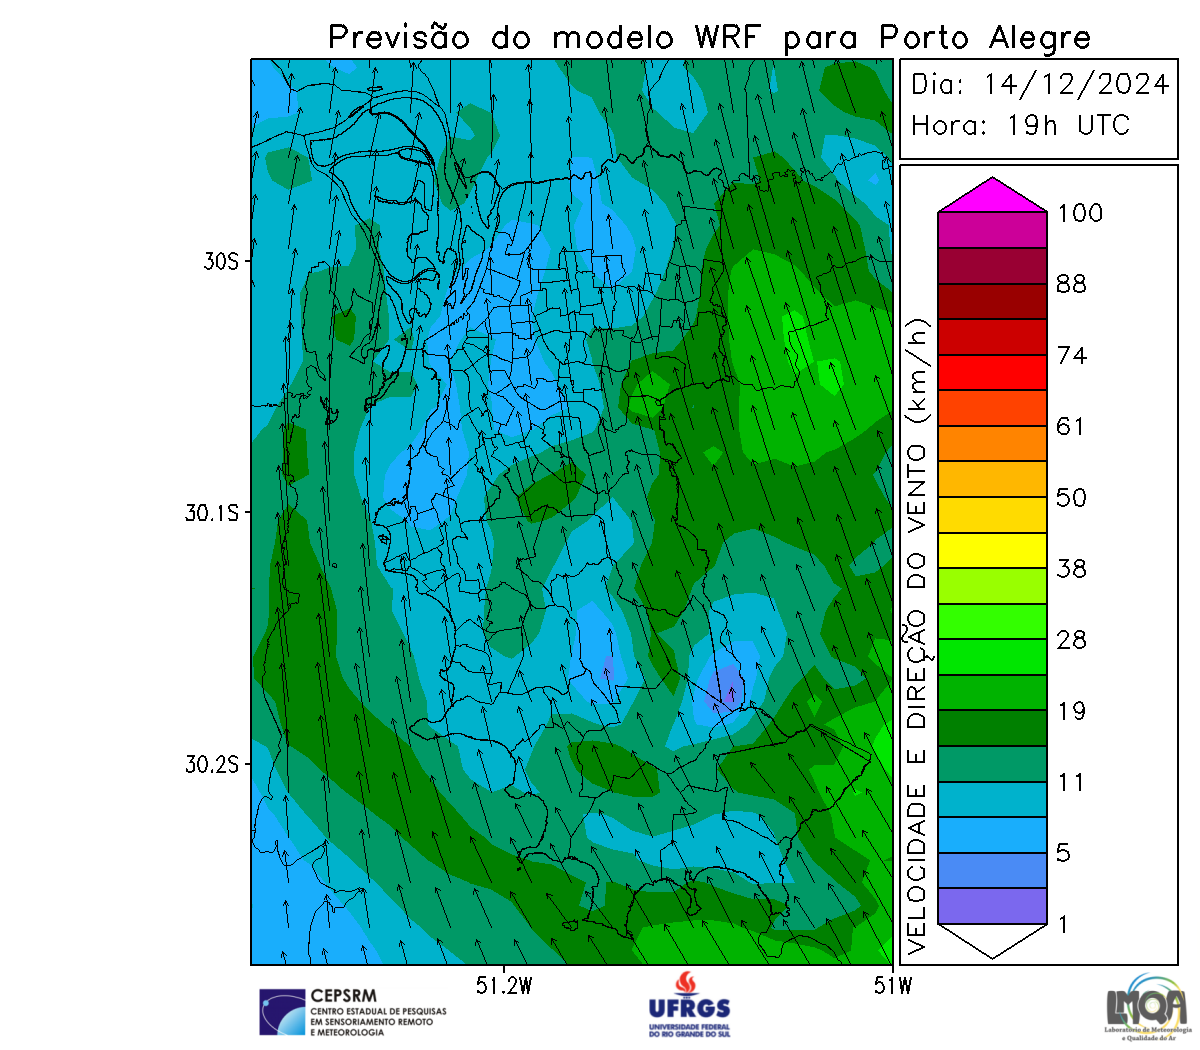 Previsão do modelo WRF para Porto Alegre
Dia: 14/12/2024
Hora: 19h UTC
30S
30.1S
30.2S
51.2W
51W
VELOCIDADE E DIREÇÃO DO VENTO (km/h)
100
88
74
61
50
38
28
19
11
5
1
CEPSRM
CENTRO ESTADUAL DE PESQUISAS
EM SENSORIAMENTO REMOTO
E METEOROLOGIA
UFRGS
UNIVERSIDADE FEDERAL
DO RIO GRANDE DO SUL
LMQA
Laboratório de Meteorologia
e Qualidade do Ar